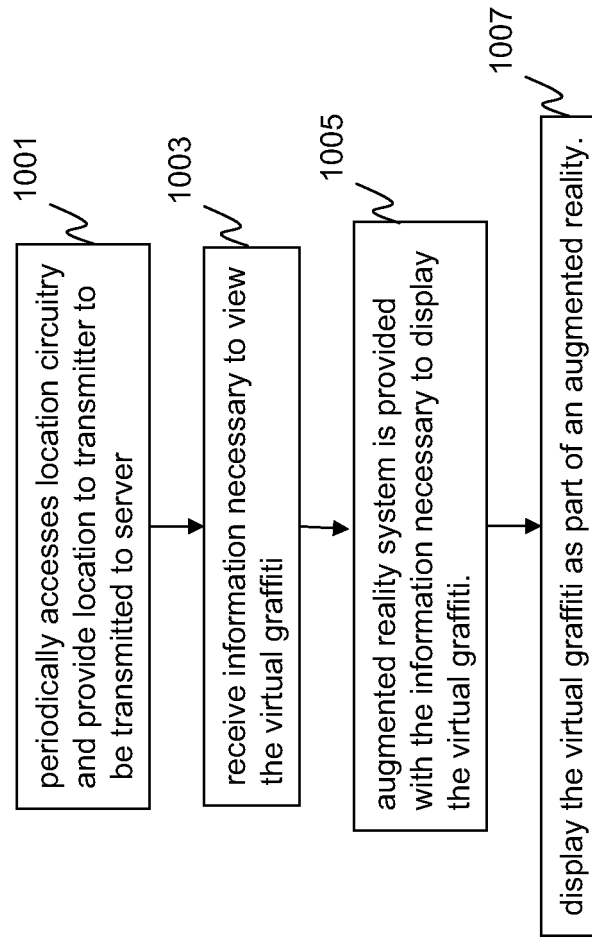 1001
periodically accesses location circuitry
and provide location to transmitter to
be transmitted to server
1003
receive information necessary to view
the virtual graffiti
1005
augmented reality system is provided
with the information necessary to display
the virtual graffiti.
1007
display the virtual graffiti as part of an augmented reality.